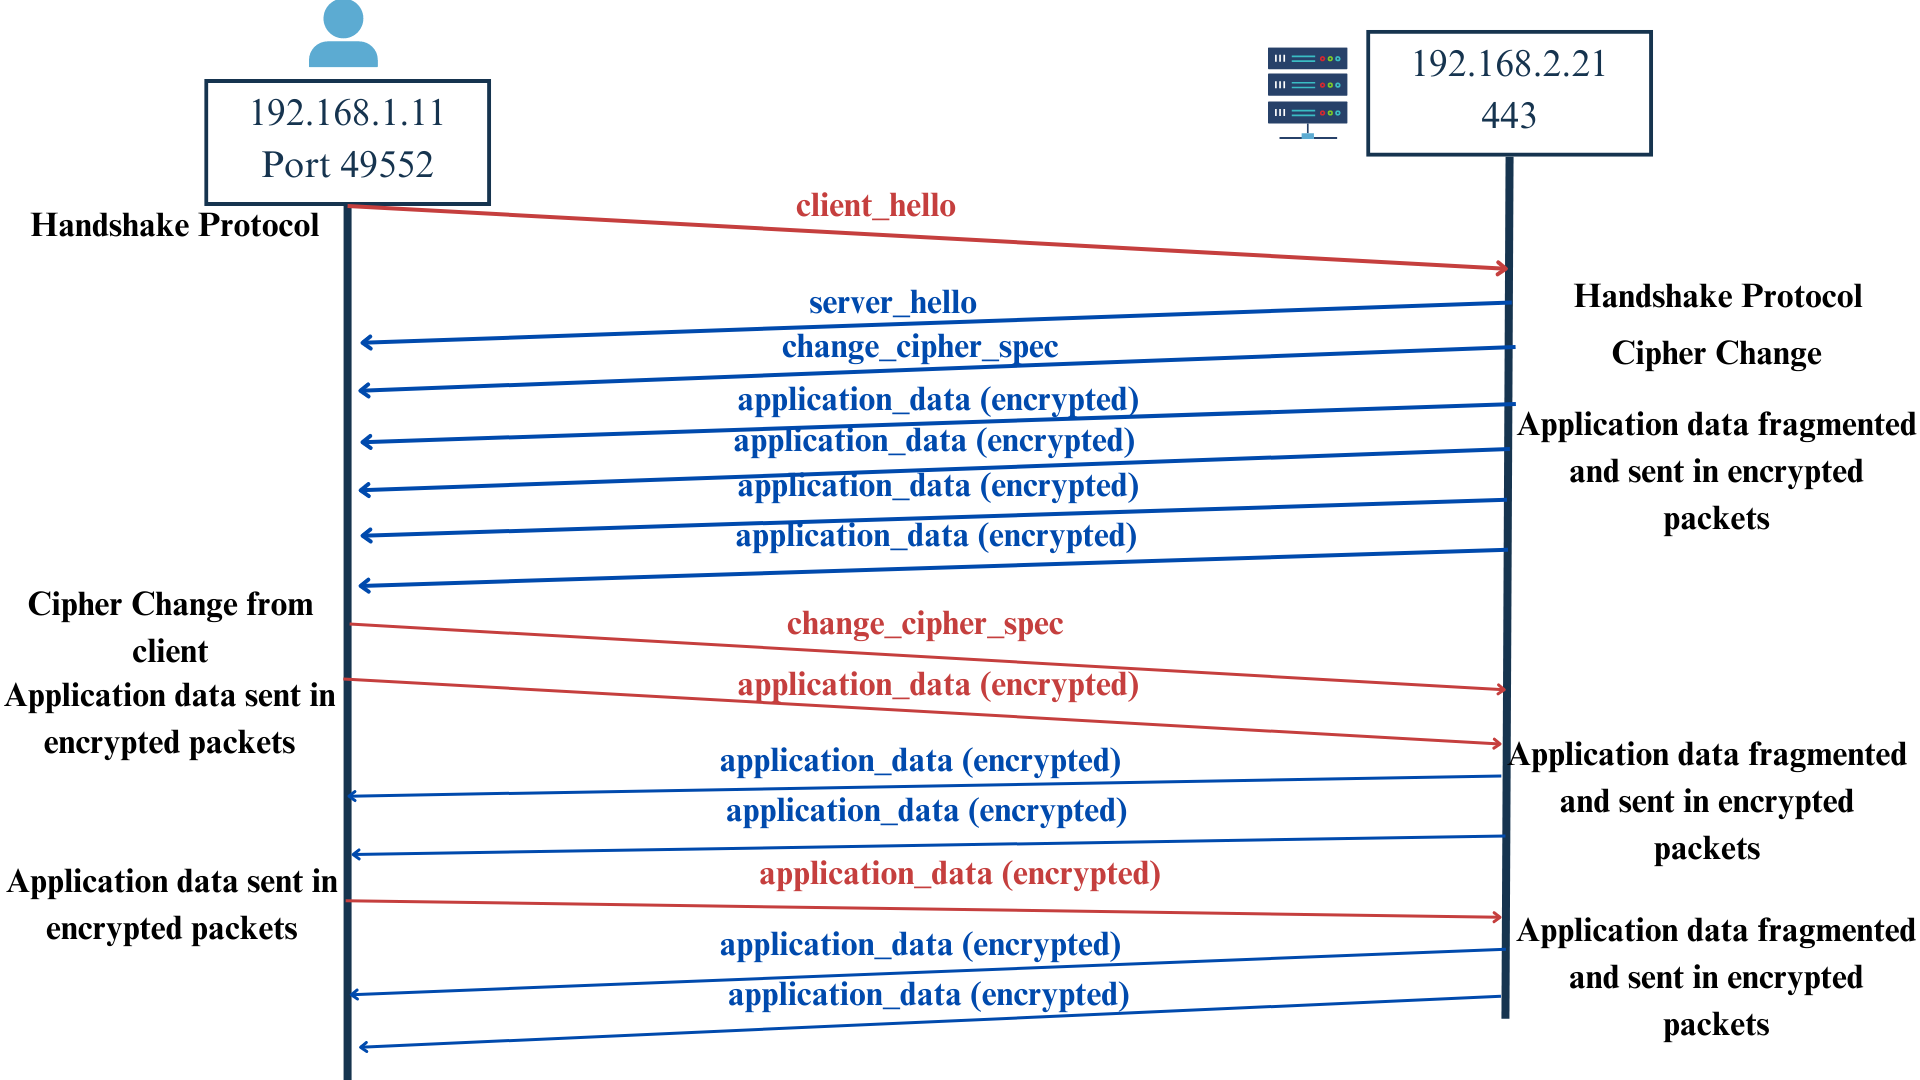 192.168.1.11
Port 49552
192.168.2.21
443
Handshake Protocol
client_hello
Handshake Protocol
server_hello
change_cipher_spec
Cipher Change
application_data (encrypted)
application_data (encrypted)
application_data (encrypted)
application_data (encrypted)
Application data fragmented
and sent in encrypted
packets
Cipher Change from
client
change_cipher_spec
Application data sent in
encrypted packets
application_data (encrypted)
application_data (encrypted)
application_data (encrypted)
Application data fragmented
and sent in encrypted
packets
Application data sent in
encrypted packets
application_data (encrypted)
application_data (encrypted)
application_data (encrypted)
Application data fragmented
and sent in encrypted
packets